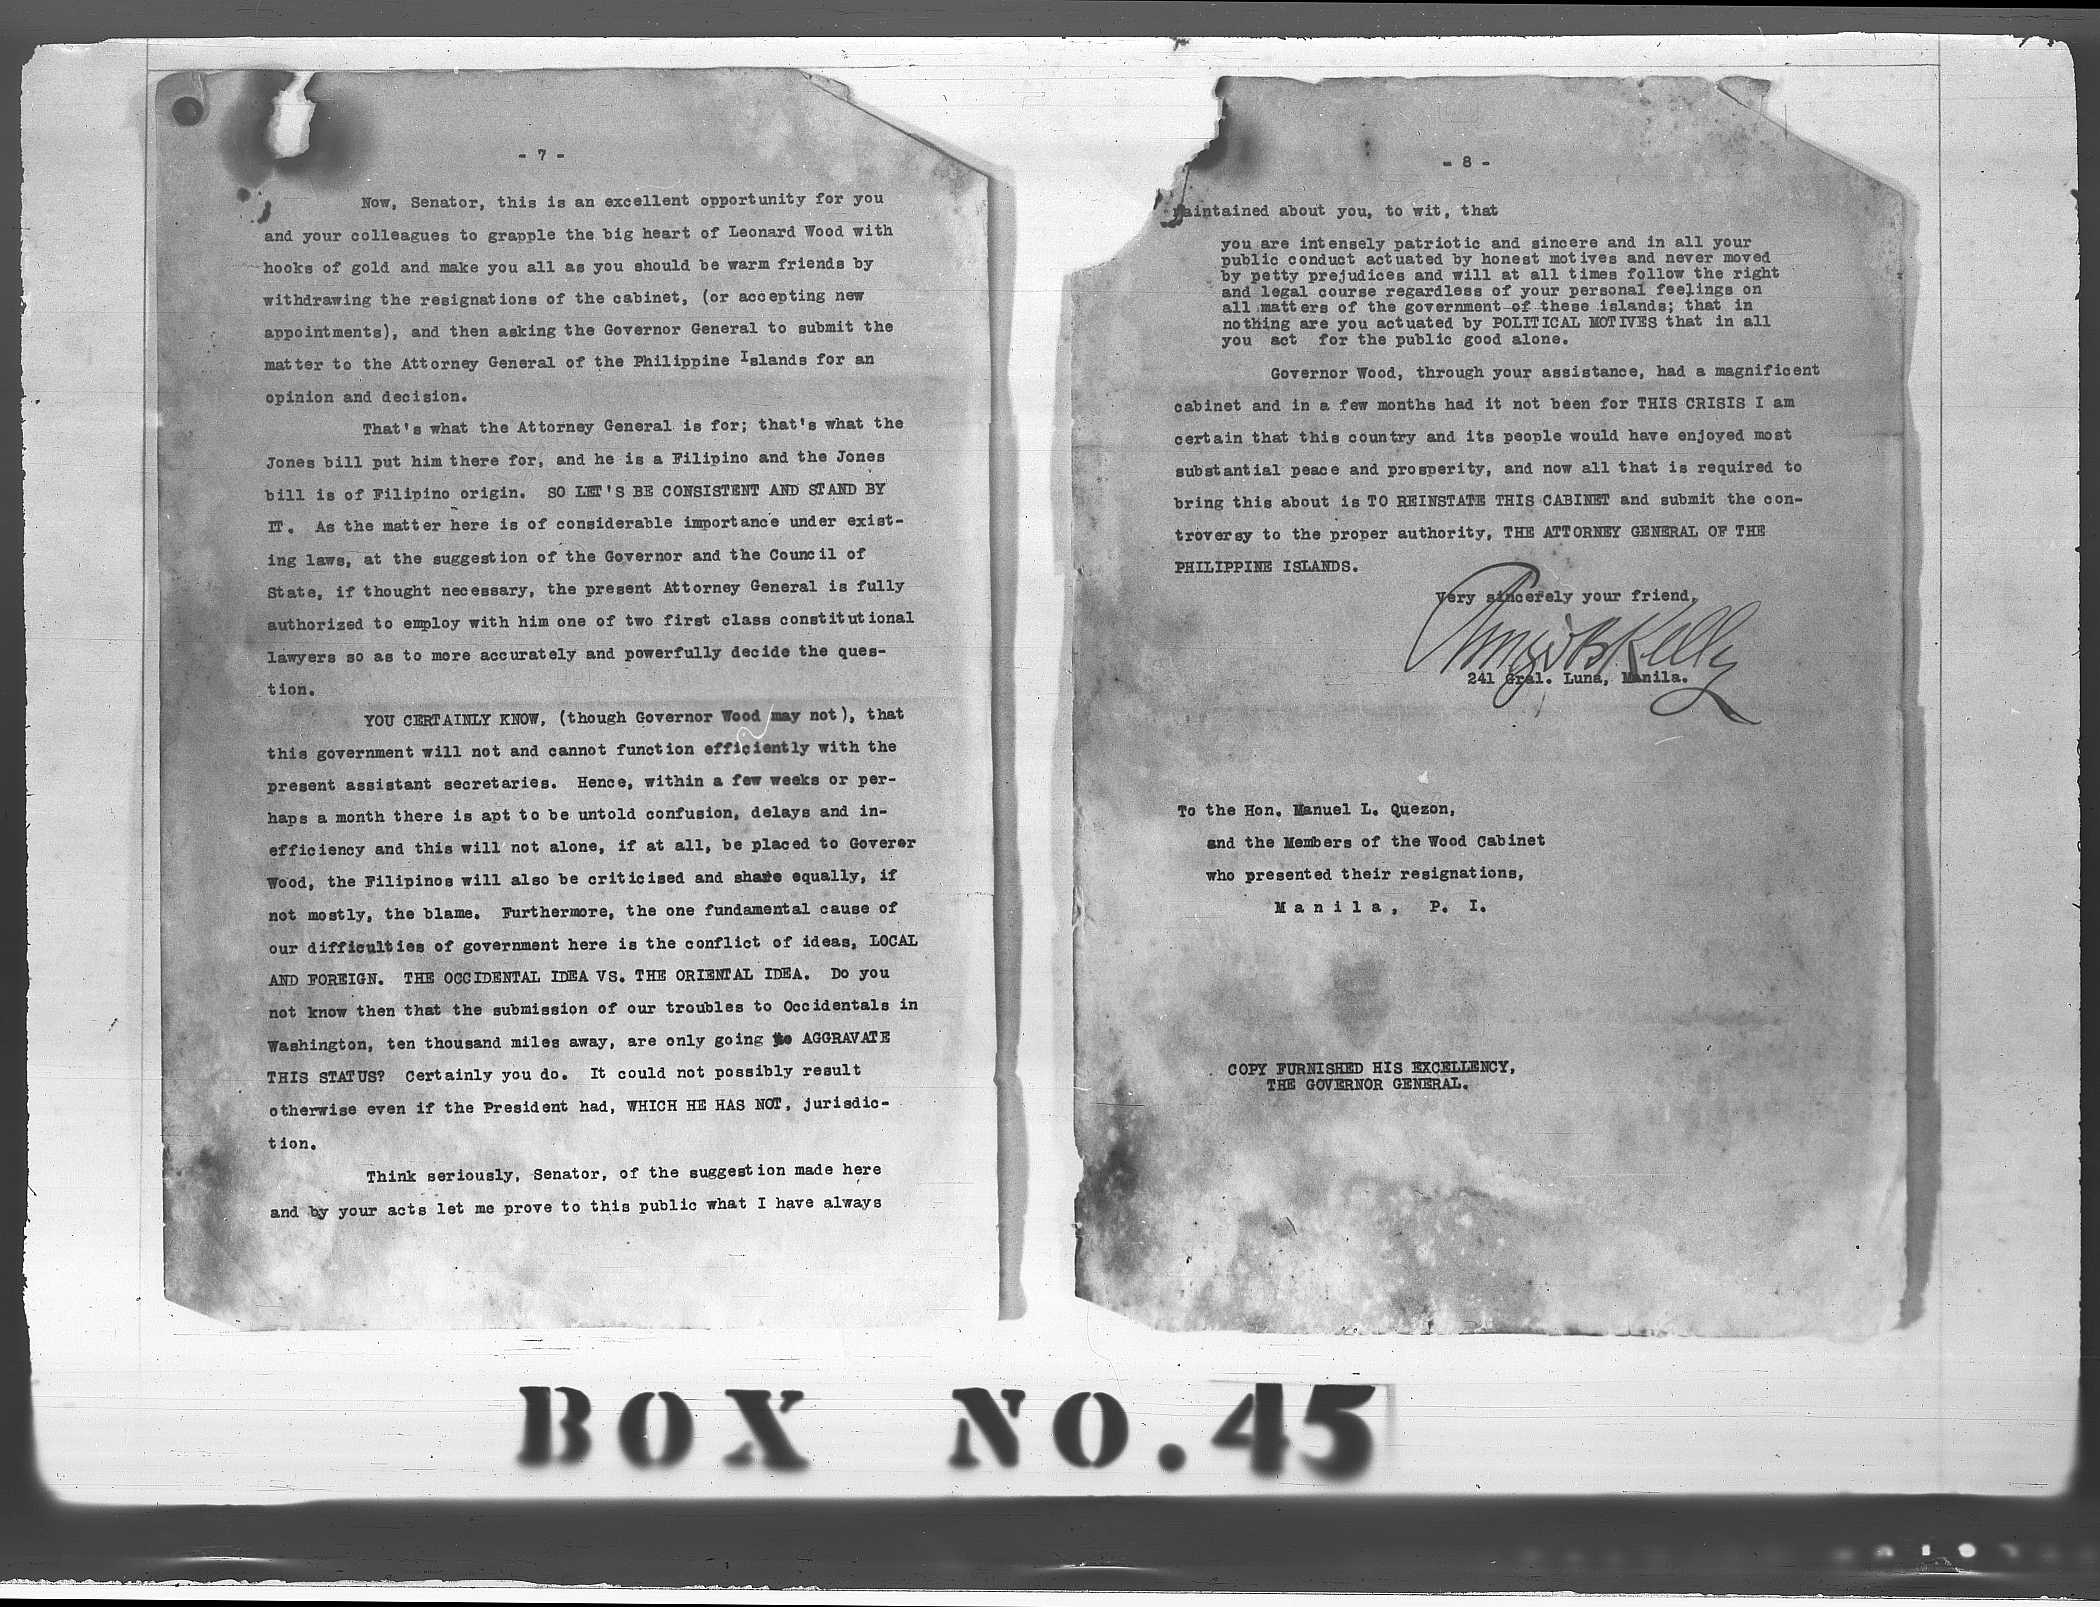 - 7 -
Now, Senator, this is an excellent opportunity for you
and your colleagues to grapple the big heart of Leonard Wood with
hooks of gold and make you all as you should be warm friends by
withdrawing the resignations of the cabinet, (or accepting new
appointments), and then asking the Governor General to submit the
matter to the Attorney General of the Philippine Islands for an
opinion and decision.
That's what the Attorney General is for; that's what the
Jones bill put him there for, and he is a Filipino and the Jones
bill is of Filipino origin. SO LET'S BE CONSISTENT AND STAND BY
IT. As the matter here is of considerable importance under exist-
ing laws, at the suggestion of the Governor and the Council of
State, if thought necessary, the present Attorney General is fully
authorized to employ with him one of two first class constitutional
lawyers so as to more accurately and powerfully decide the ques-
tion.
YOU CERTAINLY KNOW, (though Governor Wood may not), that
this government will not and cannot function efficiently with the
present assistant secretaries. Hence, within a few weeks or per-
haps a month there is apt to be untold confusion, delays and in-
efficiency and this will not alone, if at all, be placed to Goveror
Wood, the Filipinos will also be criticised and share equally, if
not mostly, the blame. Furthermore, the one fundamental cause of
our difficulties of government here is the conflict of ideas, LOCAL
AND FOREIGN. THE OCCIDENTAL IDEA VS. THE ORIENTAL IDEA. Do you
not know then that the submission of our troubles to Occidentals in
Washington, ten thousand miles away, are only going to AGGRAVATE
THIS STATUS? Certainly you do. It could not possibly result
otherwise even if the President had, WHICH HE HAS NOT, jurisdic-
tion.
Think seriously, Senator, of the suggestion made here
and by your acts let me prove to this public what I have always
- 8 -
maintained about you, to wit, that
you are intensely patriotic and sincere and in all your
public conduct actuated by honest motives and never moved
by petty prejudices and will at all times follow the right
and legal course regardless of your personal feelings on
all matters of the government of these islands; that in
nothing are you actuated by POLITICAL MOTIVES that in all
you act for the public good alone.
Governor Wood, through your assistance, had a magnificent
cabinet and in a few months had it not been for THIS CRISIS I am
certain that this country and its people would have enjoyed most
substantial peace and prosperity, and now all that is required to
bring this about is TO REINSTATE THIS CABINET and submit the con-
troversy to the proper authority, THE ATTORNEY GENERAL OF THE
PHILIPPINE ISLANDS.
Very sincerely your friend,
Kelly
241 Gral. Luna, Manila.
To the Hon. Manuel L. Quezon,
and the Members of the Wood Cabinet
who presented their resignations,
Manila, P. I.
COPY FURNISHED HIS EXCELLENCY,
THE GOVERNOR GENERAL.
BOX NO. 45